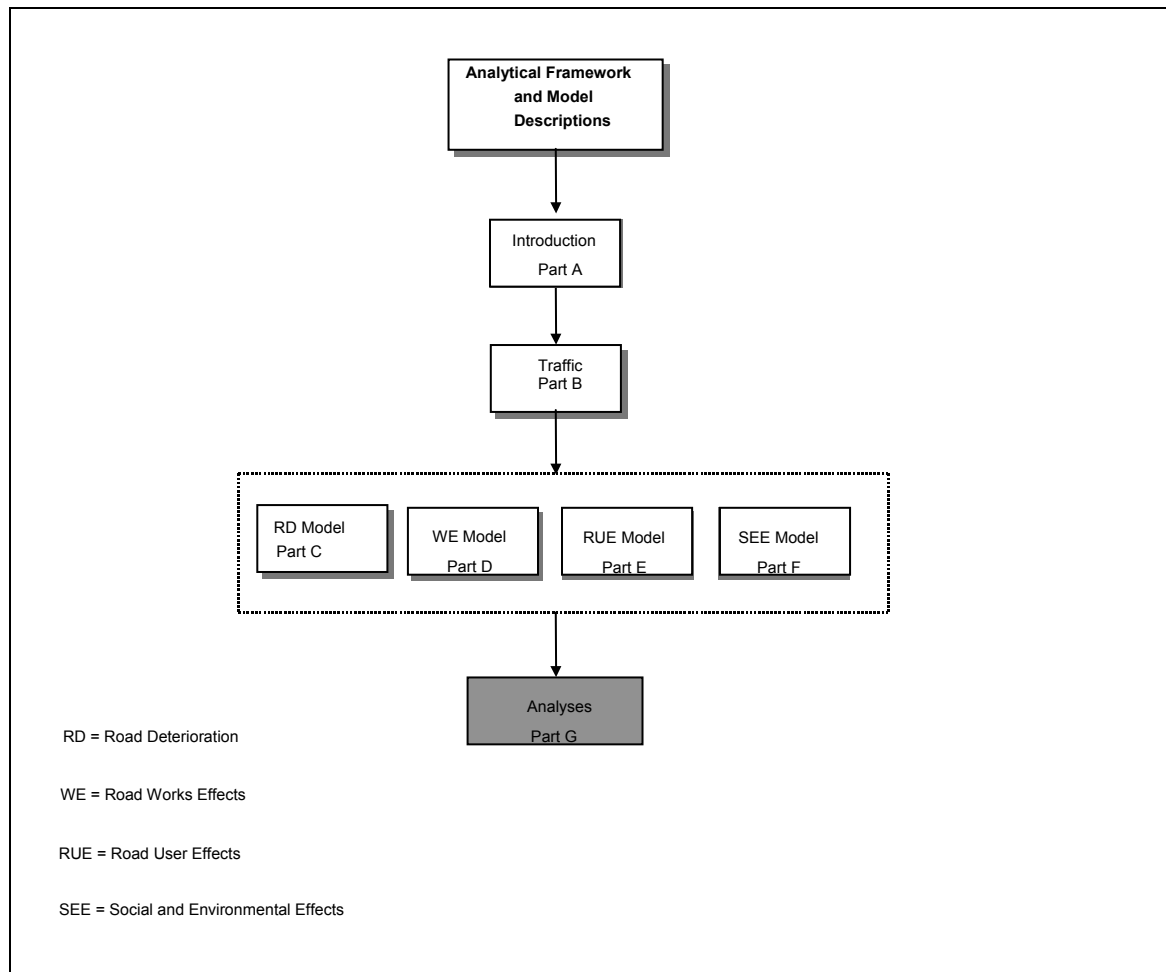 Analytical Framework
and Model
Descriptions
Introduction
Part A
Traffic
Part B
RD Model
Part C
WE Model
Part D
RUE Model
Part E
SEE Model
Part F
Analyses
Part G
RD = Road Deterioration
WE = Road Works Effects
RUE = Road User Effects
SEE = Social and Environmental Effects